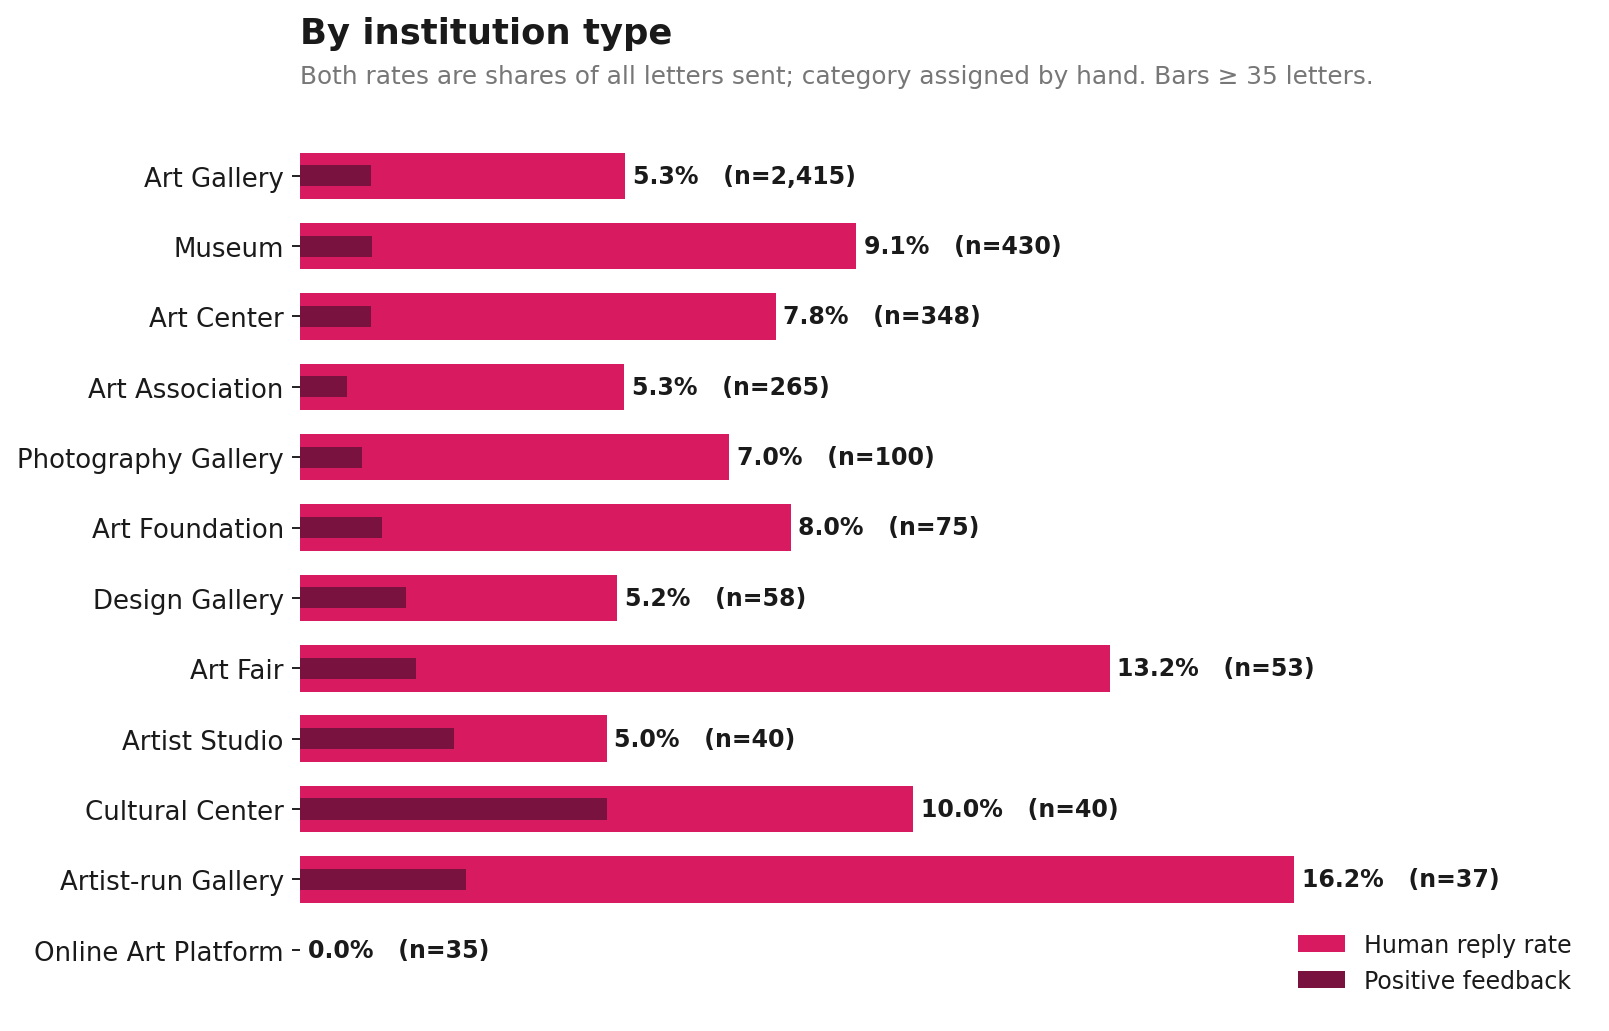 By institution type
Both rates are shares of all letters sent; category assigned by hand. Bars ≥ 35 letters.
Art Gallery 5.3% (n=2,415)
Museum 9.1% (n=430)
Art Center 7.8% (n=348)
Art Association 5.3% (n=265)
Photography Gallery 7.0% (n=100)
Art Foundation 8.0% (n=75)
Design Gallery 5.2% (n=58)
Art Fair 13.2% (n=53)
Artist Studio 5.0% (n=40)
Cultural Center 10.0% (n=40)
Artist-run Gallery 16.2% (n=37)
Online Art Platform 0.0% (n=35)
Human reply rate
Positive feedback